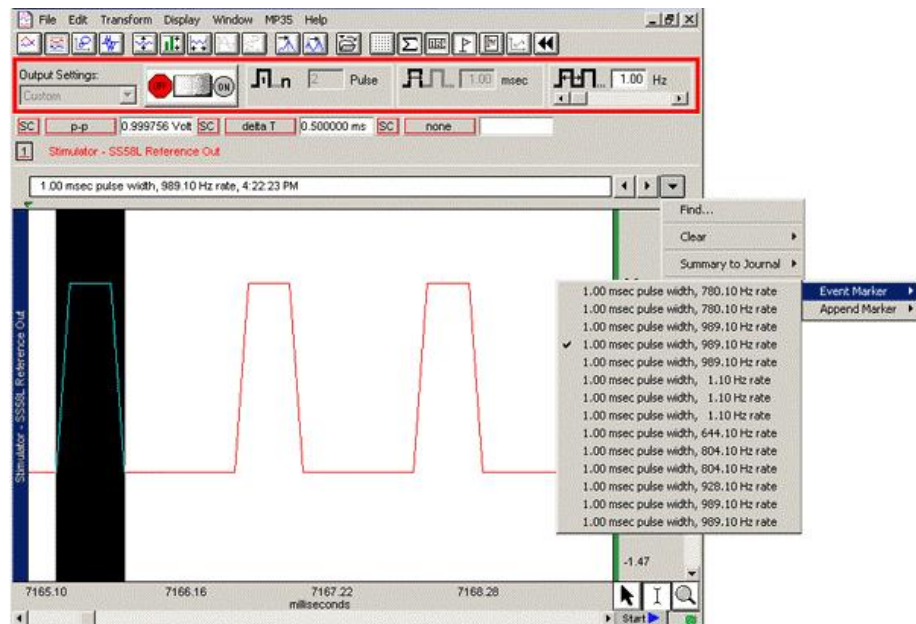 File Edit Transform Display Window MP35 Help
Output Settings:
Custom
OFF
ON
n
2
Pulse
1.00
msec
1.00
Hz
SC p-p 0.999756 Volt SC delta T 0.500000 ms SC none
1 Stimulator - SS58L Reference Out
1.00 msec pulse width, 989.10 Hz rate, 4:22:23 PM
Find...
Clear
Summary to Journal
Event Marker
Append Marker
1.00 msec pulse width, 780.10 Hz rate
1.00 msec pulse width, 780.10 Hz rate
1.00 msec pulse width, 989.10 Hz rate
1.00 msec pulse width, 989.10 Hz rate
1.00 msec pulse width, 989.10 Hz rate
1.00 msec pulse width, 1.10 Hz rate
1.00 msec pulse width, 1.10 Hz rate
1.00 msec pulse width, 1.10 Hz rate
1.00 msec pulse width, 644.10 Hz rate
1.00 msec pulse width, 804.10 Hz rate
1.00 msec pulse width, 804.10 Hz rate
1.00 msec pulse width, 928.10 Hz rate
1.00 msec pulse width, 989.10 Hz rate
1.00 msec pulse width, 989.10 Hz rate
Stimulator - SS58L Reference Out
-1.47
7165.10 7166.16 7167.22 7168.28
milliseconds
Start